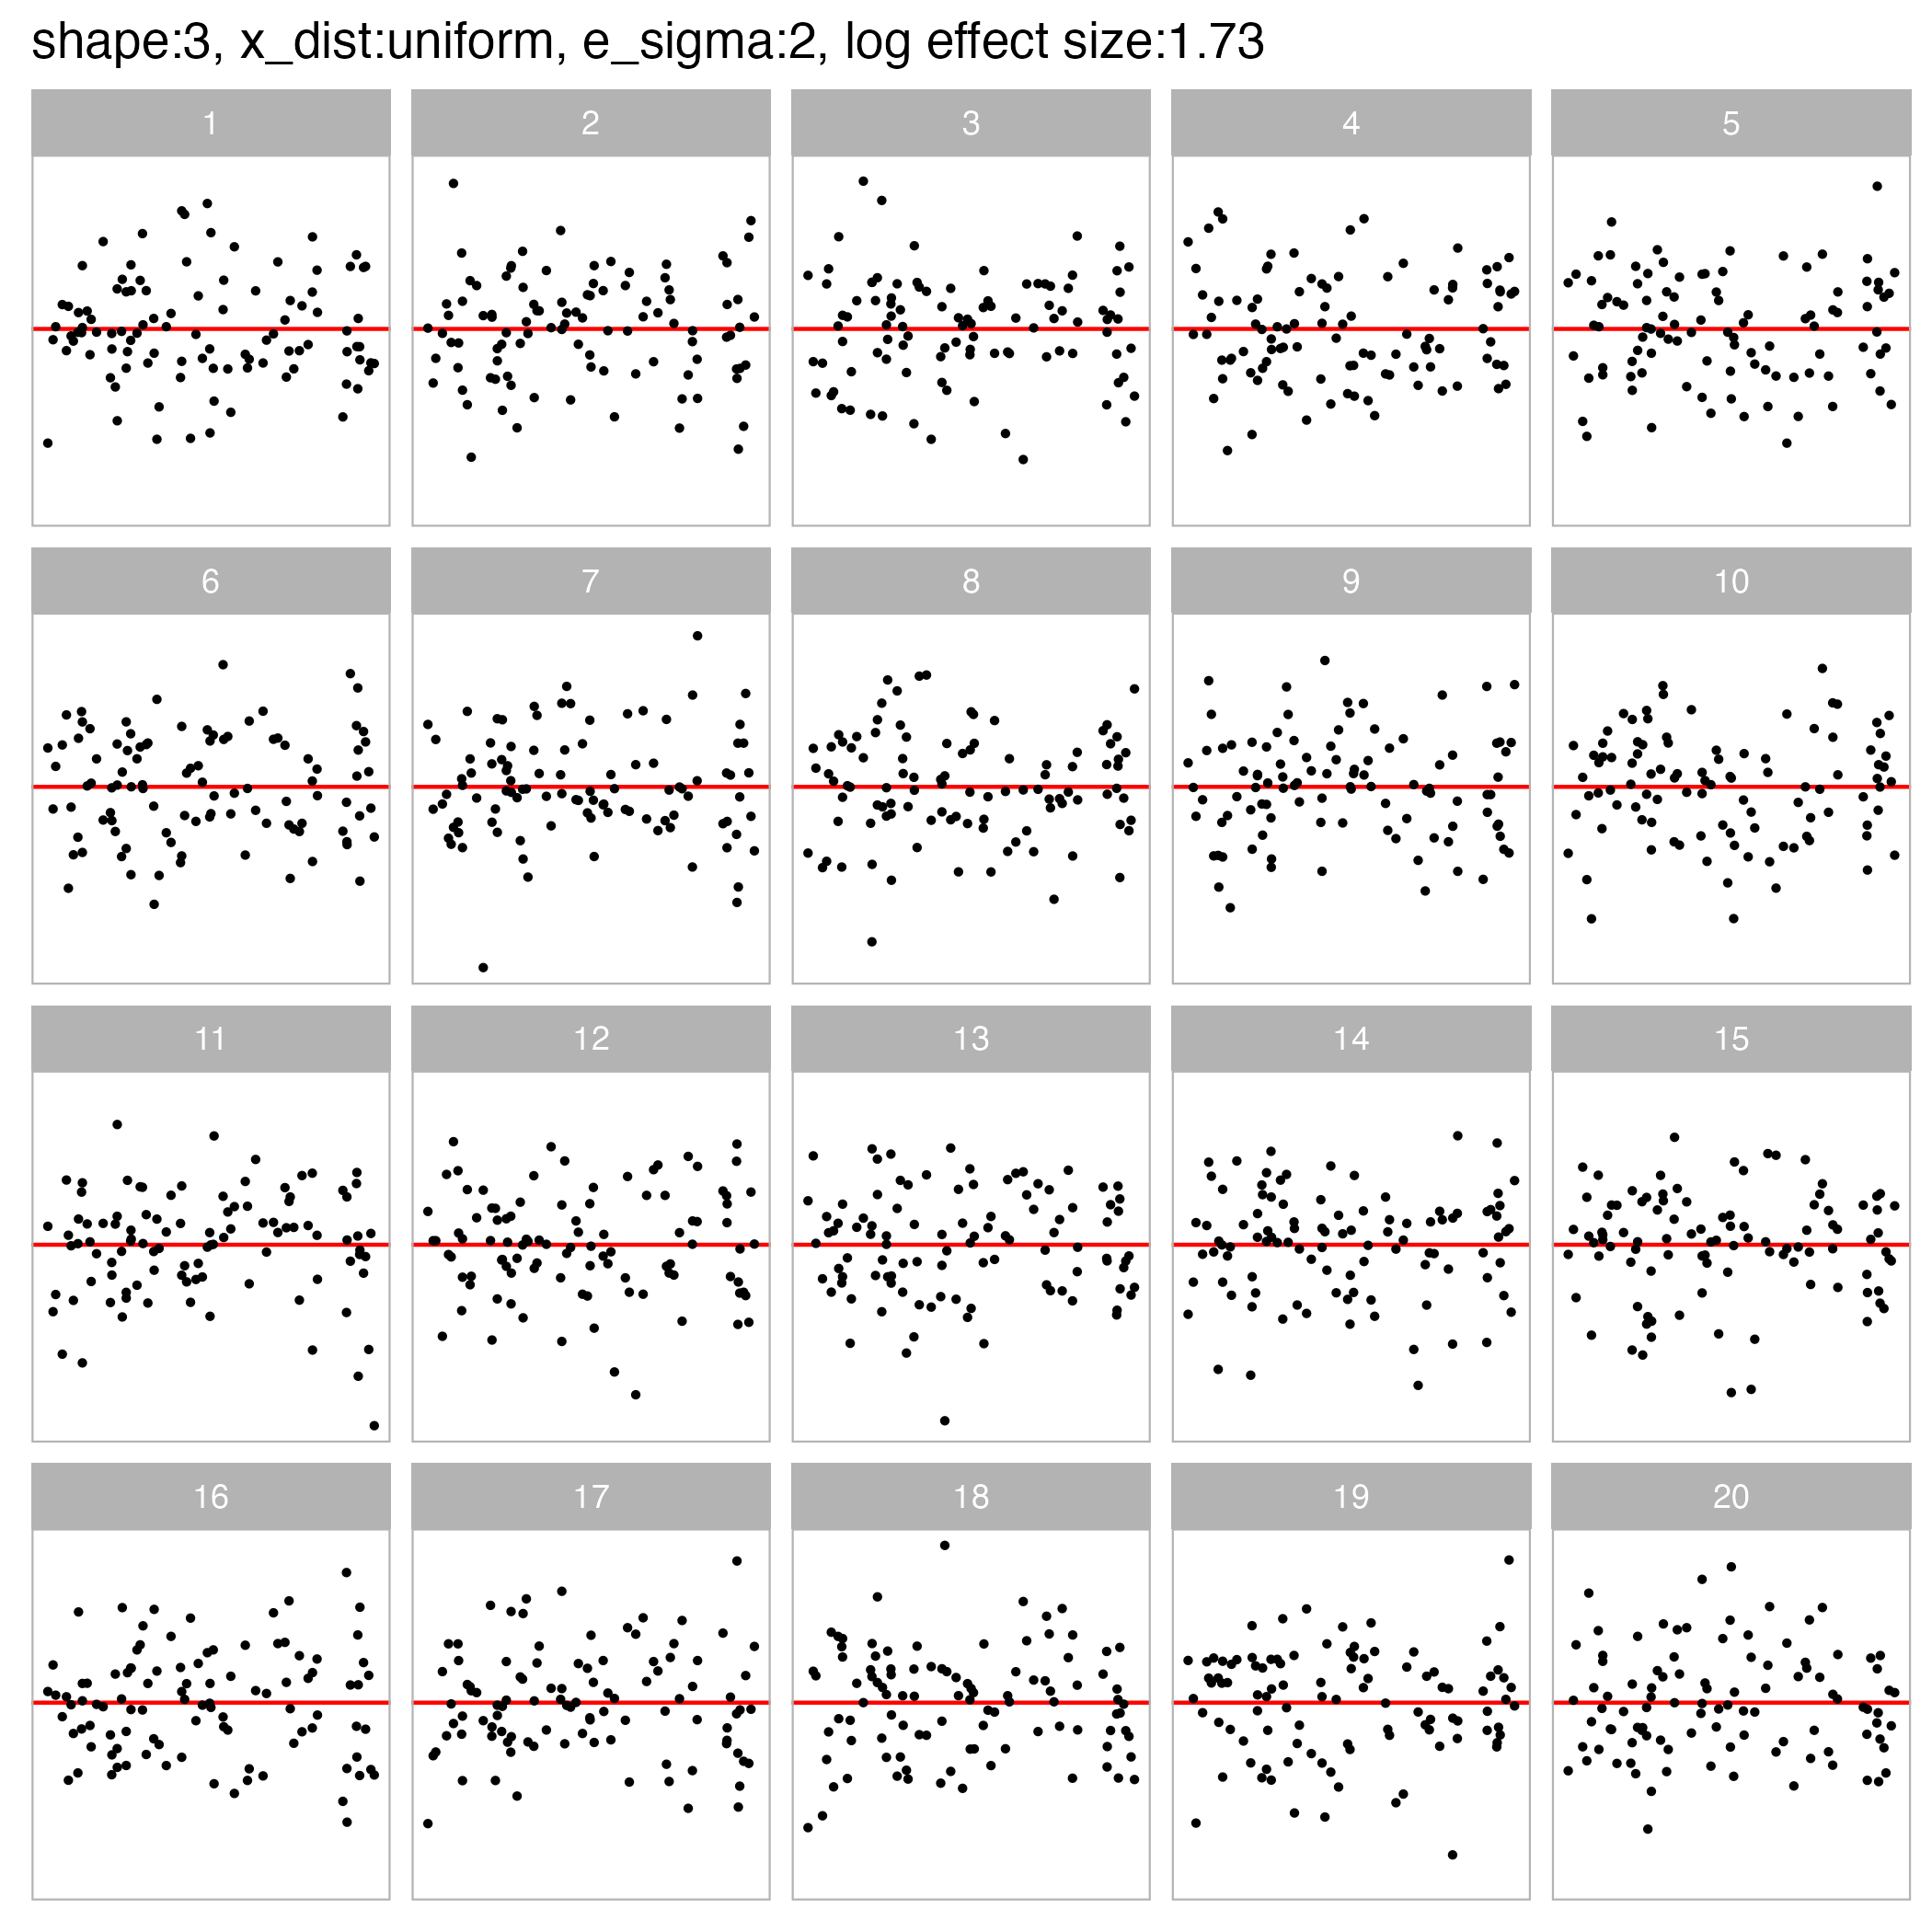 shape:3, x_dist:uniform, e_sigma:2, log effect size:1.73
1 2 3 4 5
6 7 8 9 10
11 12 13 14 15
16 17 18 19 20